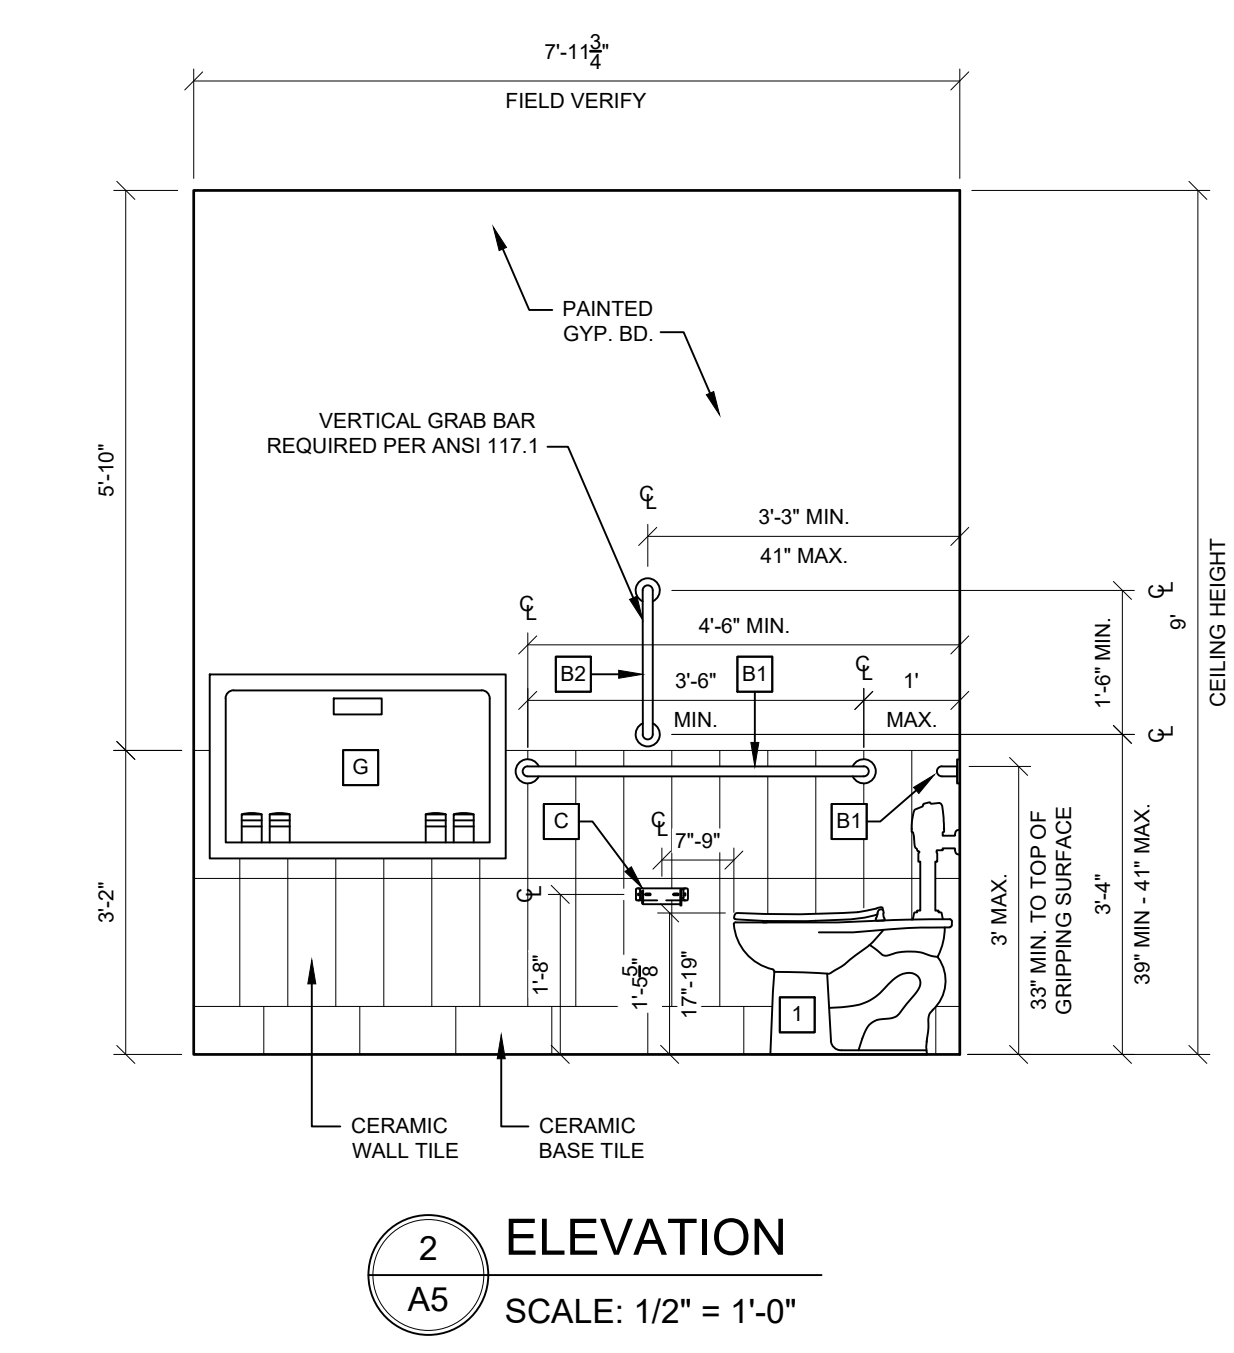 7'-11 3/4"
FIELD VERIFY
PAINTED
GYP. BD.
VERTICAL GRAB BAR
REQUIRED PER ANSI 117.1
5'-10"
℄
3'-3" MIN.
41" MAX.
℄
4'-6" MIN.
B2
3'-6"
MIN.
B1
℄
1'
MAX.
℄
1'-6" MIN.
℄
9'
CEILING HEIGHT
G
C
℄
7"-9"
B1
℄
3'-2"
1'-8"
1'-5 5/8"
17"-19"
1
3' MAX.
33" MIN. TO TOP OF
GRIPPING SURFACE
3'-4"
39" MIN - 41" MAX.
CERAMIC
WALL TILE
CERAMIC
BASE TILE
2
A5
ELEVATION
SCALE: 1/2" = 1'-0"